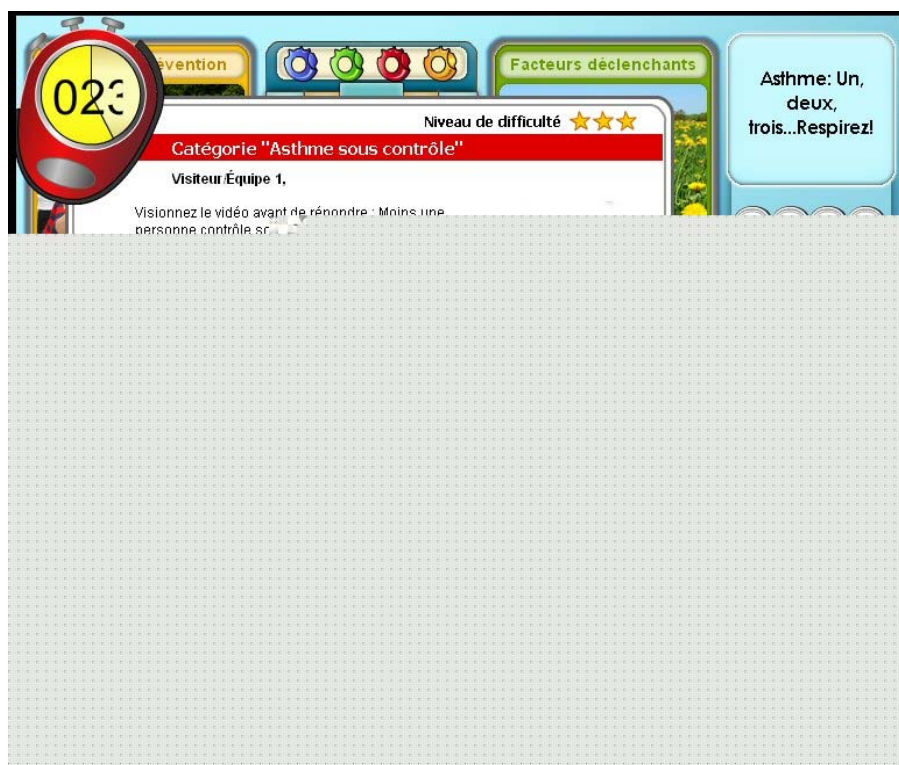 023
Facteurs déclenchants
Asthme: Un,
deux,
trois...Respirez!
Niveau de difficulté
Catégorie "Asthme sous contrôle"
Visiteur/Équipe 1,
Visionnez le vidéo avant de répondre : Moins une
personne contrôle